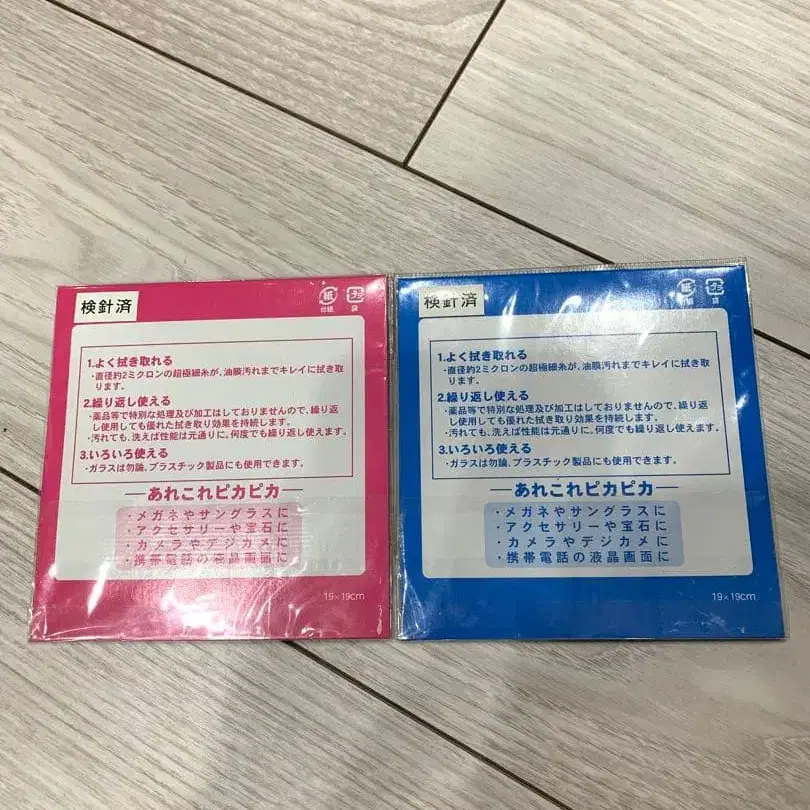 検針済
紙
台紙
プラ
袋
1.よく拭き取れる
・直径約2ミクロンの超極細糸が、油膜汚れまでキレイに拭き取
ります。
2.繰り返し使える
・薬品等で特別な処理及び加工はしておりませんので、繰り返
し使用しても優れた拭き取り効果を持続します。
・汚れても、洗えば性能は元通りに、何度でも繰り返し使えます。
3.いろいろ使える
・ガラスは勿論、プラスチック製品にも使用できます。
あれこれピカピカ
・メガネやサングラスに
・アクセサリーや宝石に
・カメラやデジカメに
・携帯電話の液晶画面に
19×19cm
検針済
紙
台紙
プラ
袋
1.よく拭き取れる
・直径約2ミクロンの超極細糸が、油膜汚れまでキレイに拭き取
ります。
2.繰り返し使える
・薬品等で特別な処理及び加工はしておりませんので、繰り返
し使用しても優れた拭き取り効果を持続します。
・汚れても、洗えば性能は元通りに、何度でも繰り返し使えます。
3.いろいろ使える
・ガラスは勿論、プラスチック製品にも使用できます。
あれこれピカピカ
・メガネやサングラスに
・アクセサリーや宝石に
・カメラやデジカメに
・携帯電話の液晶画面に
19×19cm